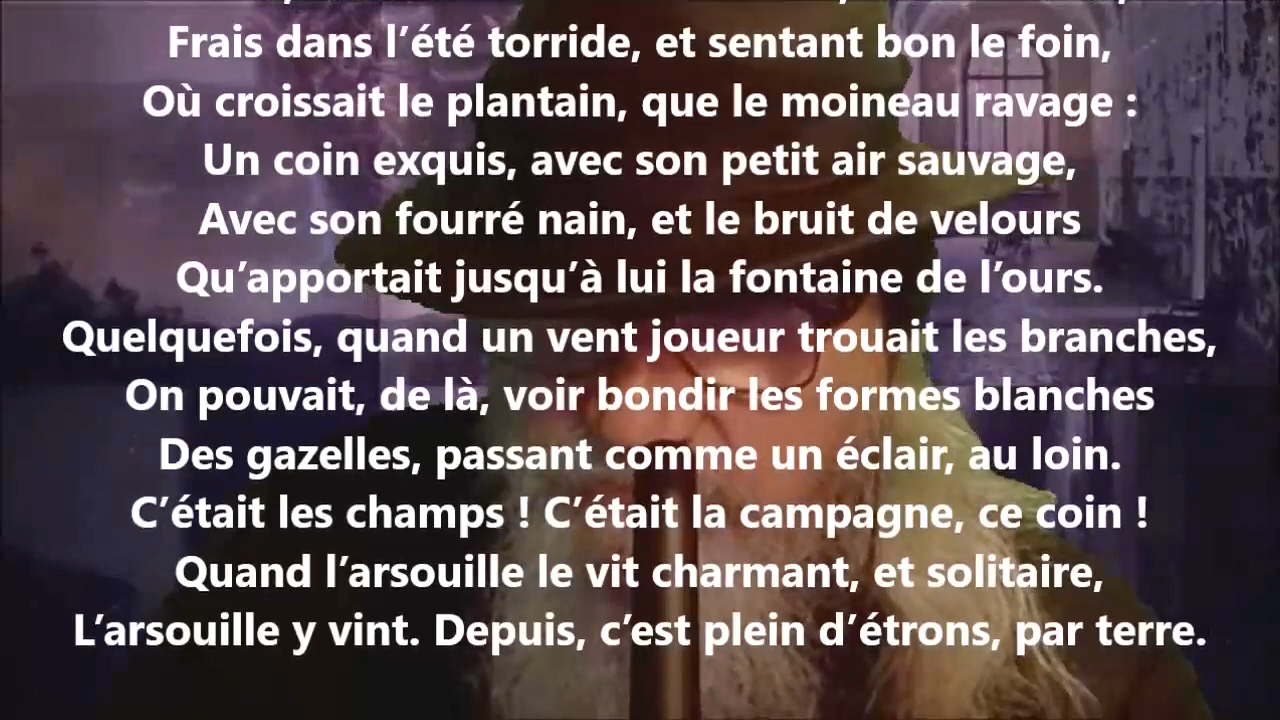 Frais dans l’été torride, et sentant bon le foin,
Où croissait le plantain, que le moineau ravage :
Un coin exquis, avec son petit air sauvage,
Avec son fourré nain, et le bruit de velours
Qu’apportait jusqu’à lui la fontaine de l’ours.
Quelquefois, quand un vent joueur trouait les branches,
On pouvait, de là, voir bondir les formes blanches
Des gazelles, passant comme un éclair, au loin.
C’était les champs ! C’était la campagne, ce coin !
Quand l’arsouille le vit charmant, et solitaire,
L’arsouille y vint. Depuis, c’est plein d’étrons, par terre.